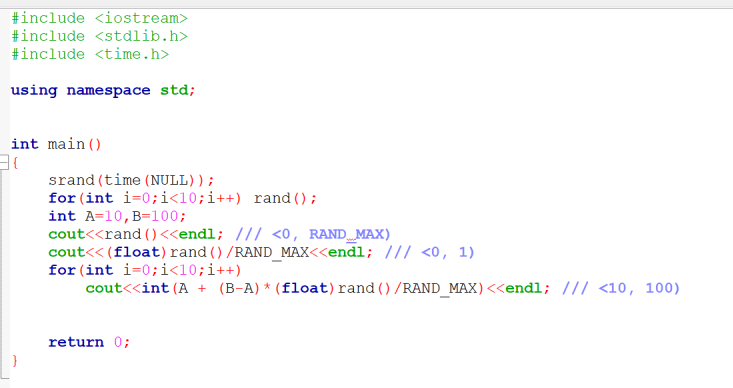 #include <iostream>
#include <stdlib.h>
#include <time.h>
using namespace std;
int main()
{
srand(time(NULL));
for(int i=0;i<10;i++) rand();
int A=10,B=100;
cout<<rand()<<endl; /// <0, RAND_MAX)
cout<<(float)rand()/RAND_MAX<<endl; /// <0, 1)
for(int i=0;i<10;i++)
cout<<int(A + (B-A)*(float)rand()/RAND_MAX)<<endl; /// <10, 100)
return 0;
}